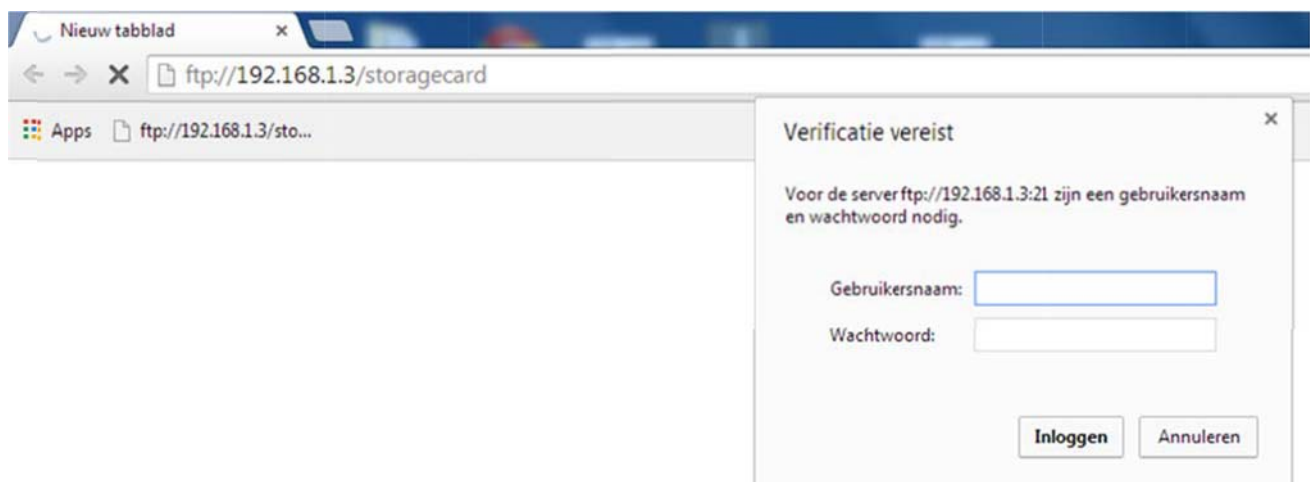 Nieuw tabblad
ftp://192.168.1.3/storagecard
Apps ftp://192.168.1.3/sto...
Verificatie vereist
Voor de server ftp://192.168.1.3:21 zijn een gebruikersnaam
en wachtwoord nodig.
Gebruikersnaam:
Wachtwoord:
Inloggen Annuleren